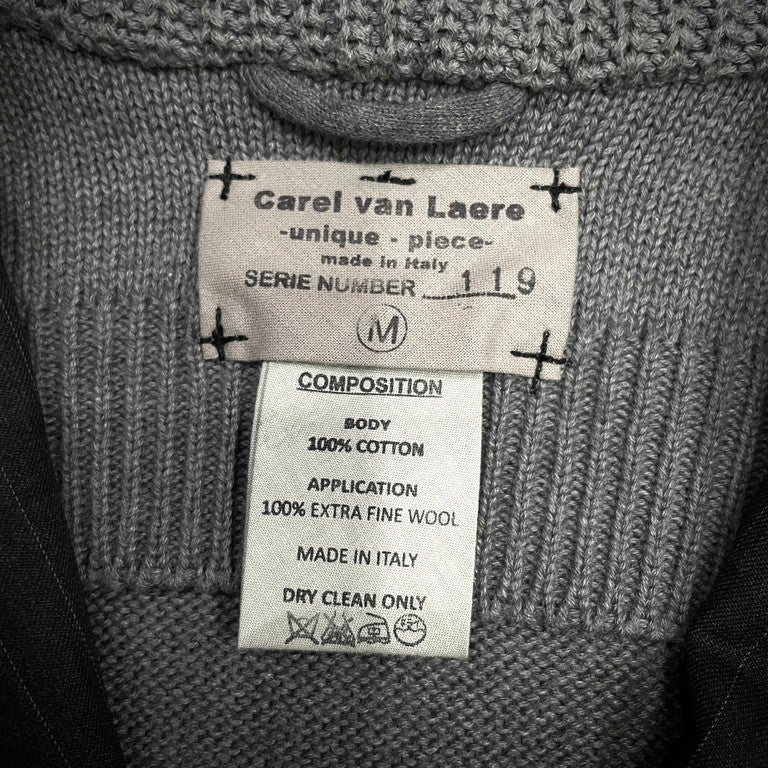 Carel van Laere
-unique - piece-
made in Italy
SERIE NUMBER 119
M
COMPOSITION
BODY
100% COTTON
APPLICATION
100% EXTRA FINE WOOL
MADE IN ITALY
DRY CLEAN ONLY